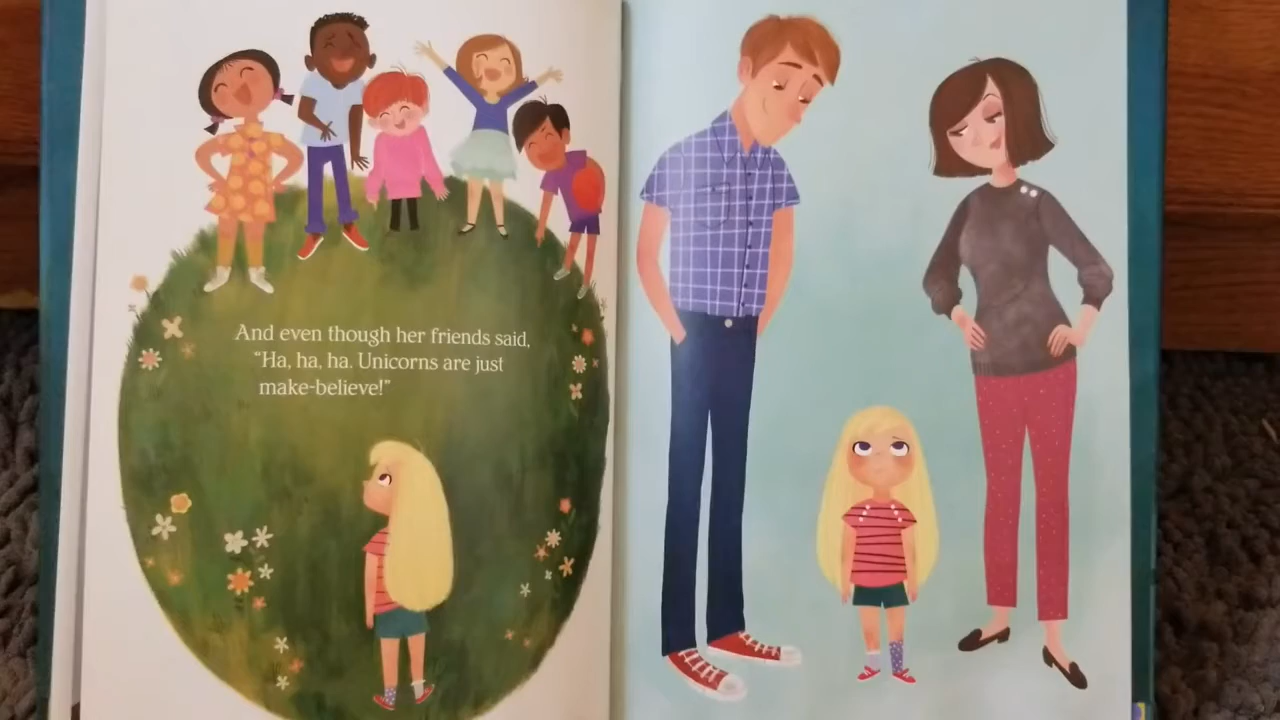 And even though her friends said,
“Ha, ha, ha. Unicorns are just
make-believe!”